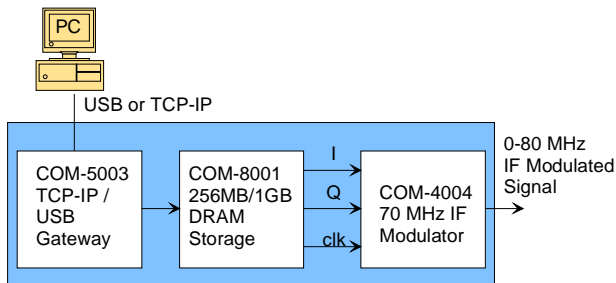 PC
USB or TCP-IP
COM-5003
TCP-IP /
USB
Gateway
COM-8001
256MB/1GB
DRAM
Storage
I
Q
clk
COM-4004
70 MHz IF
Modulator
0-80 MHz
IF Modulated
Signal